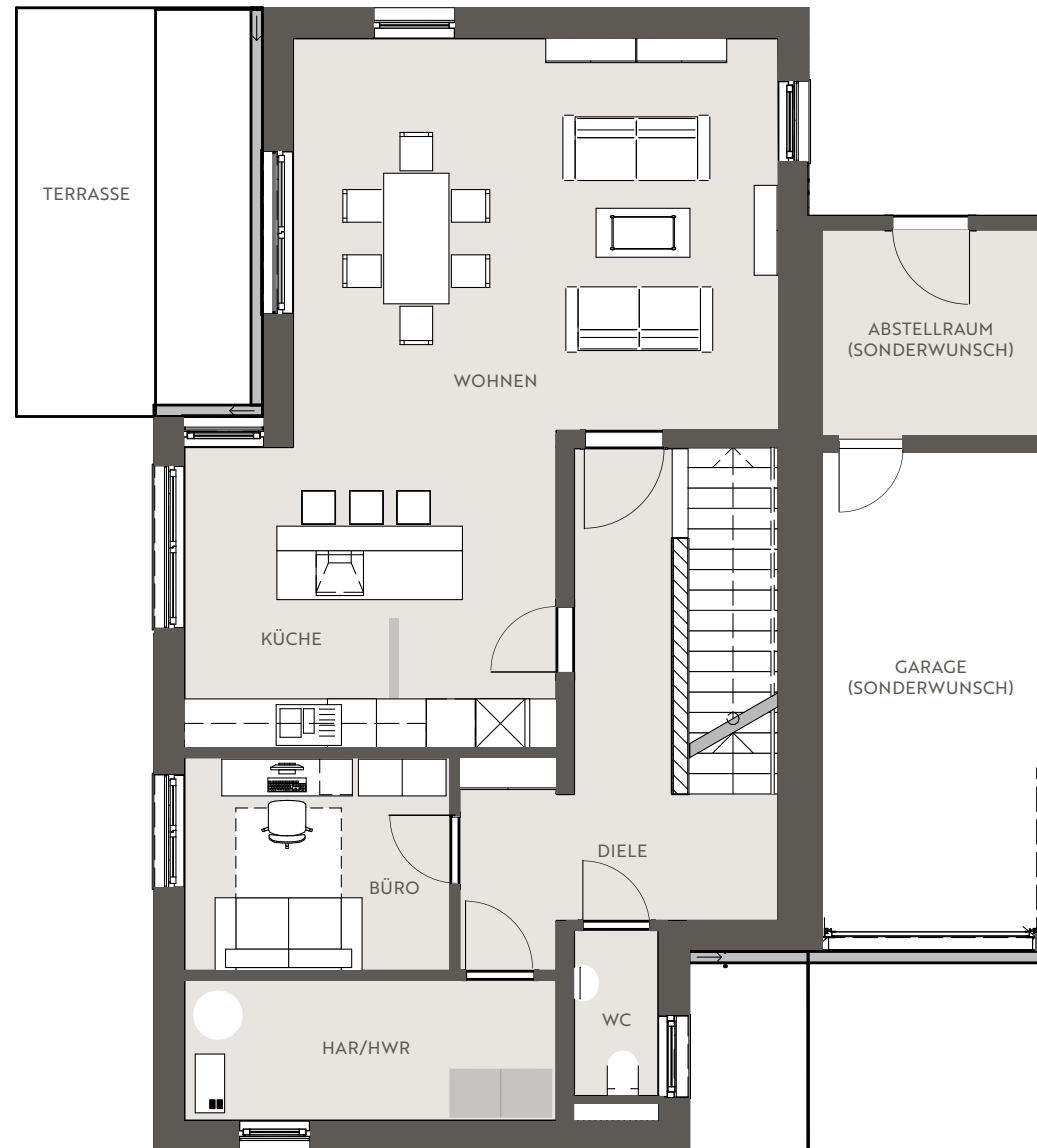 TERRASSE
ABSTELLRAUM
(SONDERWUNSCH)
WOHNEN
KÜCHE
GARAGE
(SONDERWUNSCH)
DIELE
BÜRO
WC
HAR/HWR